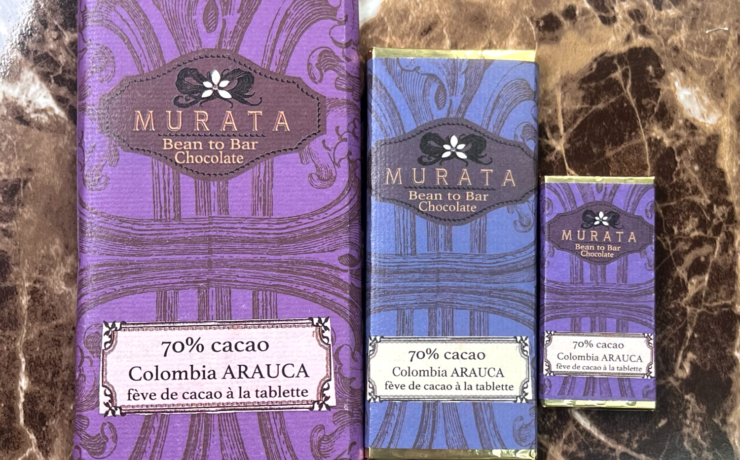 MURATA
Bean to Bar
Chocolate
70% cacao
Colombia ARAUCA
fève de cacao à la tablette
MURATA
Bean to Bar
Chocolate
70% cacao
Colombia ARAUCA
fève de cacao à la tablette
MURATA
Bean to Bar
Chocolate
70% cacao
Colombia ARAUCA
fève de cacao à la tablette